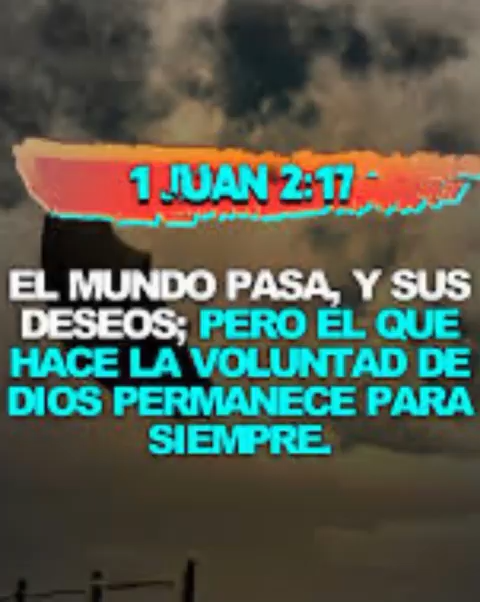 1 JUAN 2:17
EL MUNDO PASA, Y SUS
DESEOS; PERO EL QUE
HACE LA VOLUNTAD DE
DIOS PERMANECE PARA
SIEMPRE.